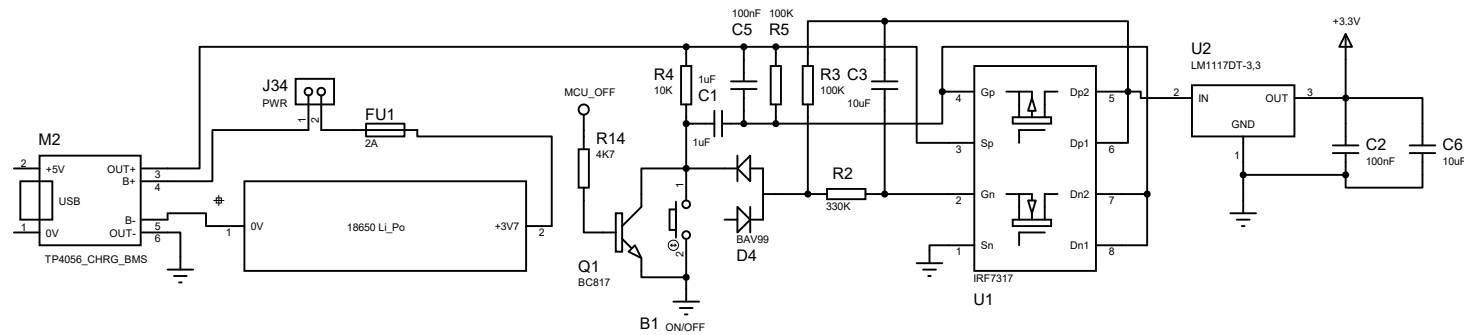 M2
+5V
USB
0V
2
1
OUT+
B+
B-
OUT-
3
4
5
6
TP4056_CHRG_BMS
J34
PWR
1
2
FU1
2A
1
0V
18650 Li_Po
+3V7
2
MCU_OFF
R14
4K7
Q1
BC817
R4
10K
1uF
C1
1uF
100nF
C5
100K
R5
1
2
B1
ON/OFF
BAV99
D4
R3
100K
C3
10uF
R2
330K
4
3
2
1
Gp
Sp
Gn
Sn
Dp2
Dp1
Dn2
Dn1
5
6
7
8
IRF7317
U1
U2
LM1117DT-3,3
2
IN
OUT
3
GND
1
+3.3V
C2
100nF
C6
10uF